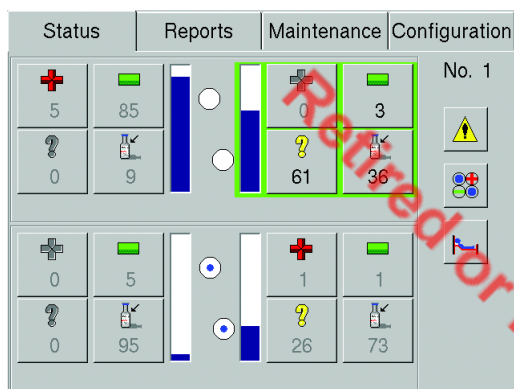 Status Reports Maintenance Configuration
No. 1
5 85 0 3
0 9 61 36
0 5 1 1
0 95 26 73
Retired or